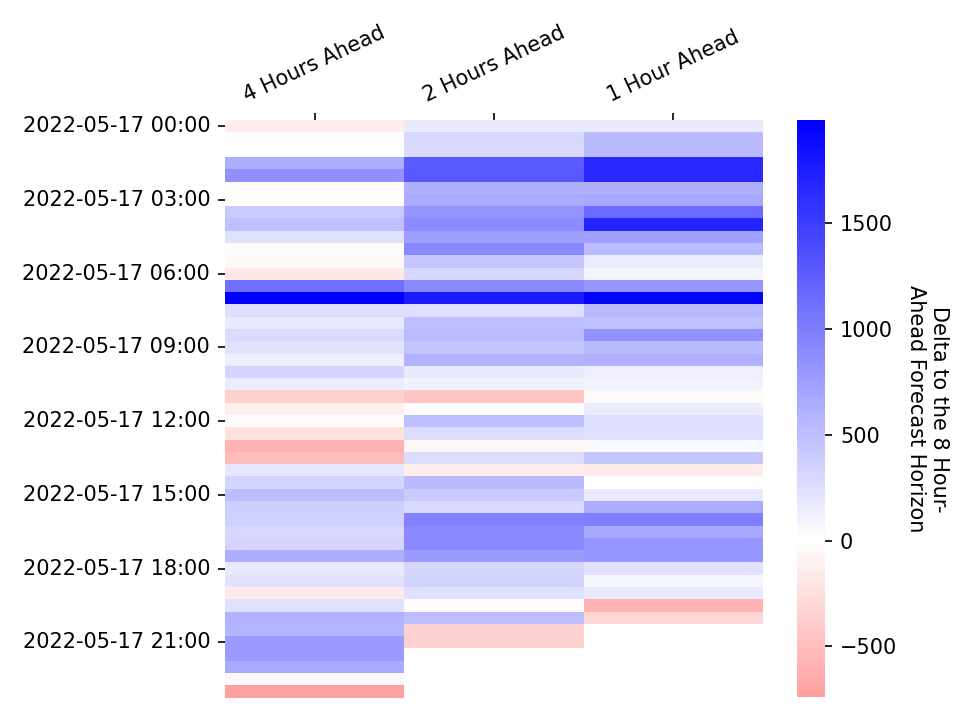 4 Hours Ahead
2 Hours Ahead
1 Hour Ahead
2022-05-17 00:00
2022-05-17 03:00
2022-05-17 06:00
2022-05-17 09:00
2022-05-17 12:00
2022-05-17 15:00
2022-05-17 18:00
2022-05-17 21:00
1500
1000
500
0
−500
Delta to the 8 Hour-
Ahead Forecast Horizon